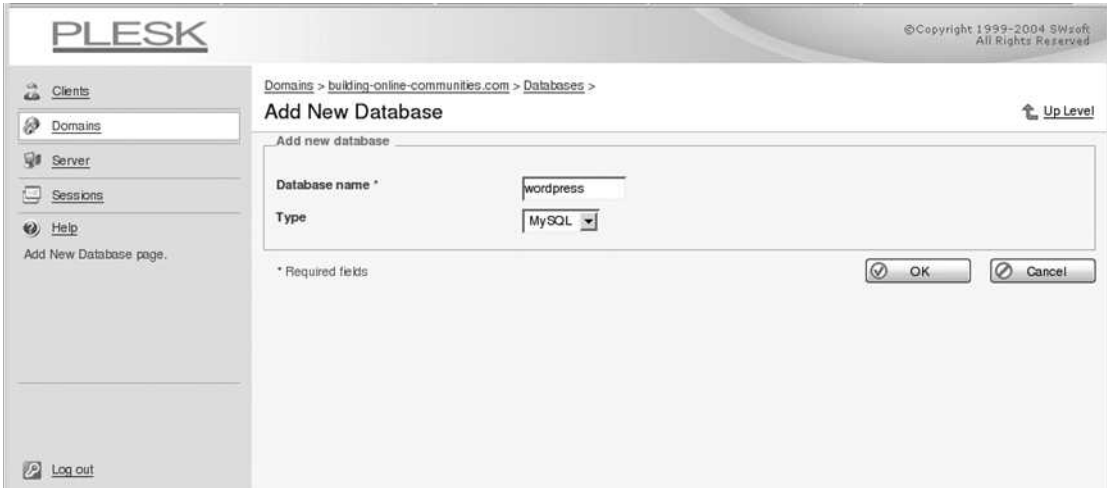 PLESK
©Copyright 1999-2004 SWsoft
All Rights Reserved
Clients
Domains
Server
Sessions
Help
Add New Database page.
Log out
Domains > building-online-communities.com > Databases >
Add New Database
Up Level
Add new database
Database name *
wordpress
Type
MySQL
* Required fields
OK
Cancel